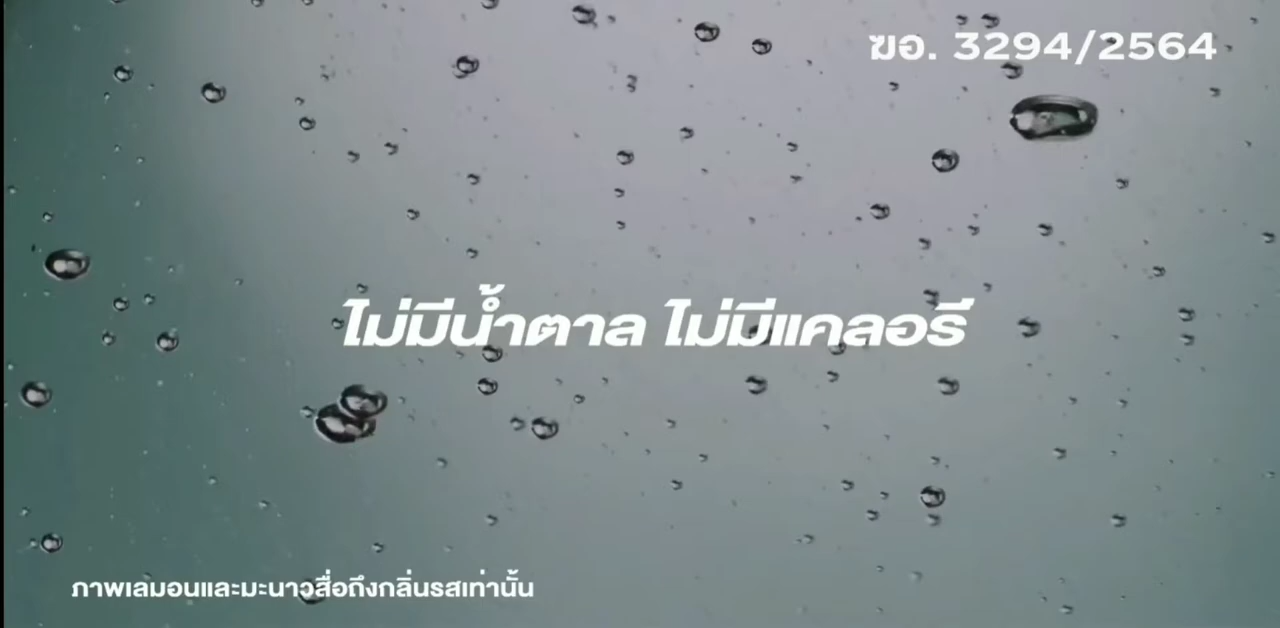 ฆอ. 3294/2564
ไม่มีน้ำตาล ไม่มีแคลอรี
ภาพเลมอนและมะนาวสื่อถึงกลิ่นรสเท่านั้น